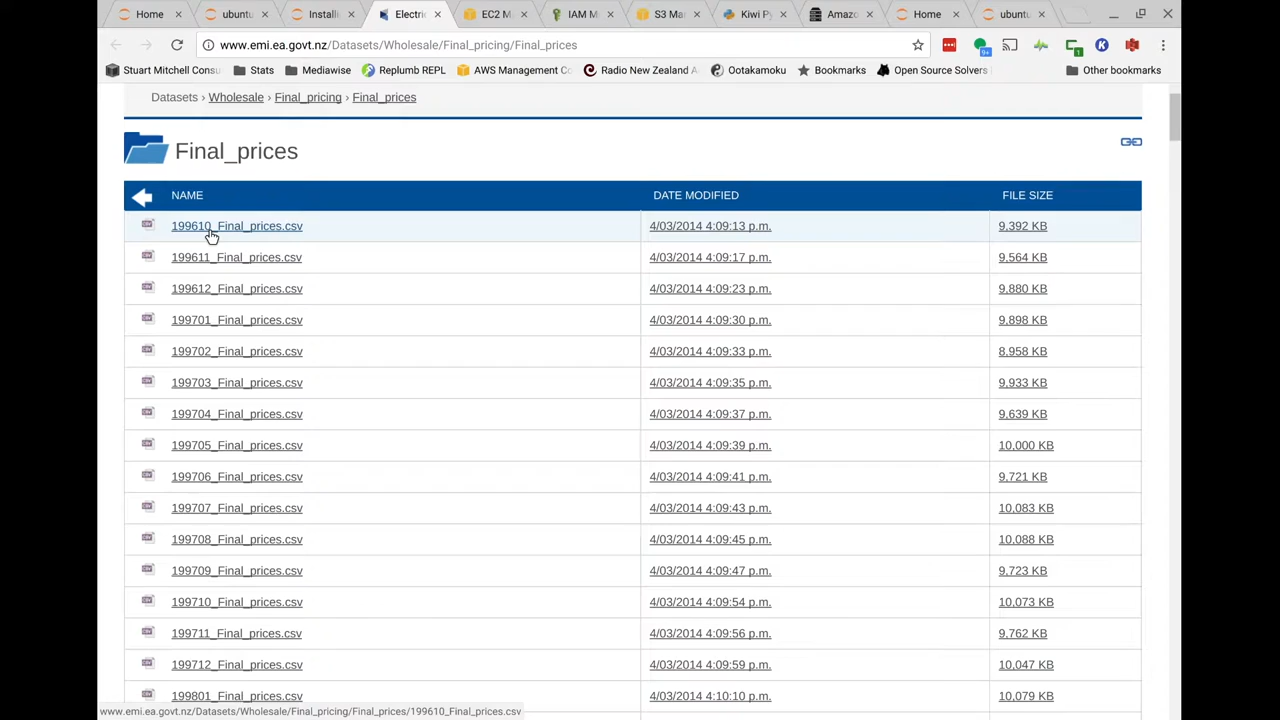 Home ubuntu Installi Electri EC2 M IAM M S3 Ma Kiwi Py Amazo Home ubunt
www.emi.ea.govt.nz/Datasets/Wholesale/Final_pricing/Final_prices 9+ 1
Stuart Mitchell Consu Stats Mediawise Replumb REPL AWS Management Co Radio New Zealand A Ootakamoku Bookmarks Open Source Solvers Other bookmarks
Datasets › Wholesale › Final_pricing › Final_prices
Final_prices
NAME DATE MODIFIED FILE SIZE
199610_Final_prices.csv 4/03/2014 4:09:13 p.m. 9,392 KB
199611_Final_prices.csv 4/03/2014 4:09:17 p.m. 9,564 KB
199612_Final_prices.csv 4/03/2014 4:09:23 p.m. 9,880 KB
199701_Final_prices.csv 4/03/2014 4:09:30 p.m. 9,898 KB
199702_Final_prices.csv 4/03/2014 4:09:33 p.m. 8,958 KB
199703_Final_prices.csv 4/03/2014 4:09:35 p.m. 9,933 KB
199704_Final_prices.csv 4/03/2014 4:09:37 p.m. 9,639 KB
199705_Final_prices.csv 4/03/2014 4:09:39 p.m. 10,000 KB
199706_Final_prices.csv 4/03/2014 4:09:41 p.m. 9,721 KB
199707_Final_prices.csv 4/03/2014 4:09:43 p.m. 10,083 KB
199708_Final_prices.csv 4/03/2014 4:09:45 p.m. 10,088 KB
199709_Final_prices.csv 4/03/2014 4:09:47 p.m. 9,723 KB
199710_Final_prices.csv 4/03/2014 4:09:54 p.m. 10,073 KB
199711_Final_prices.csv 4/03/2014 4:09:56 p.m. 9,762 KB
199712_Final_prices.csv 4/03/2014 4:09:59 p.m. 10,047 KB
199801_Final_prices.csv 4/03/2014 4:10:10 p.m. 10,079 KB
www.emi.ea.govt.nz/Datasets/Wholesale/Final_pricing/Final_prices/199610_Final_prices.csv